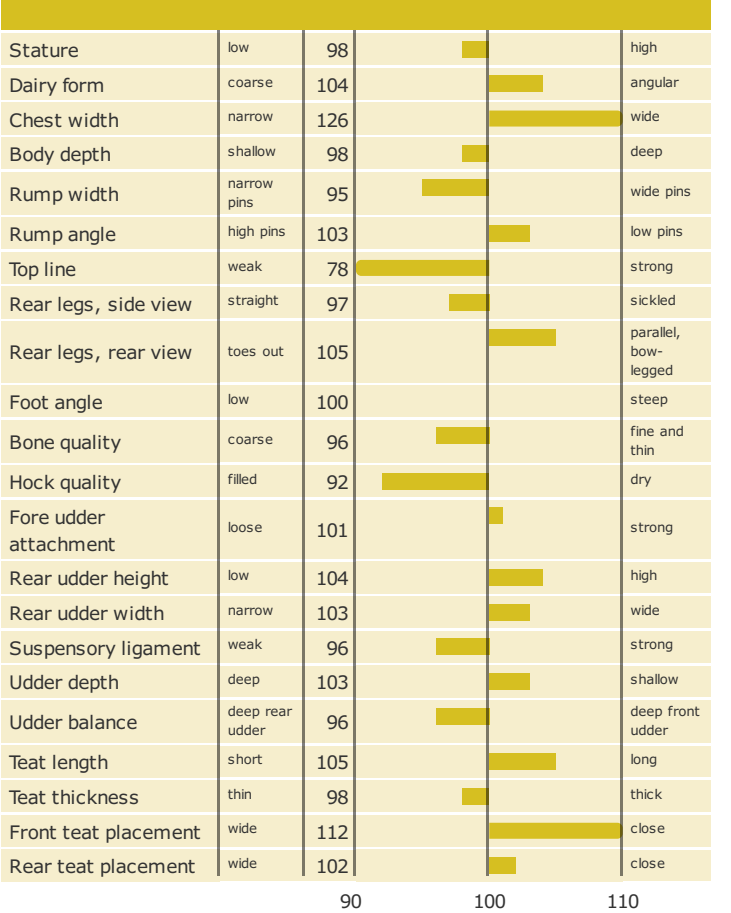 Stature low 98 high
Dairy form coarse 104 angular
Chest width narrow 126 wide
Body depth shallow 98 deep
Rump width narrow pins 95 wide pins
Rump angle high pins 103 low pins
Top line weak 78 strong
Rear legs, side view straight 97 sickled
Rear legs, rear view toes out 105 parallel, bow-legged
Foot angle low 100 steep
Bone quality coarse 96 fine and thin
Hock quality filled 92 dry
Fore udder attachment loose 101 strong
Rear udder height low 104 high
Rear udder width narrow 103 wide
Suspensory ligament weak 96 strong
Udder depth deep 103 shallow
Udder balance deep rear udder 96 deep front udder
Teat length short 105 long
Teat thickness thin 98 thick
Front teat placement wide 112 close
Rear teat placement wide 102 close
90 100 110